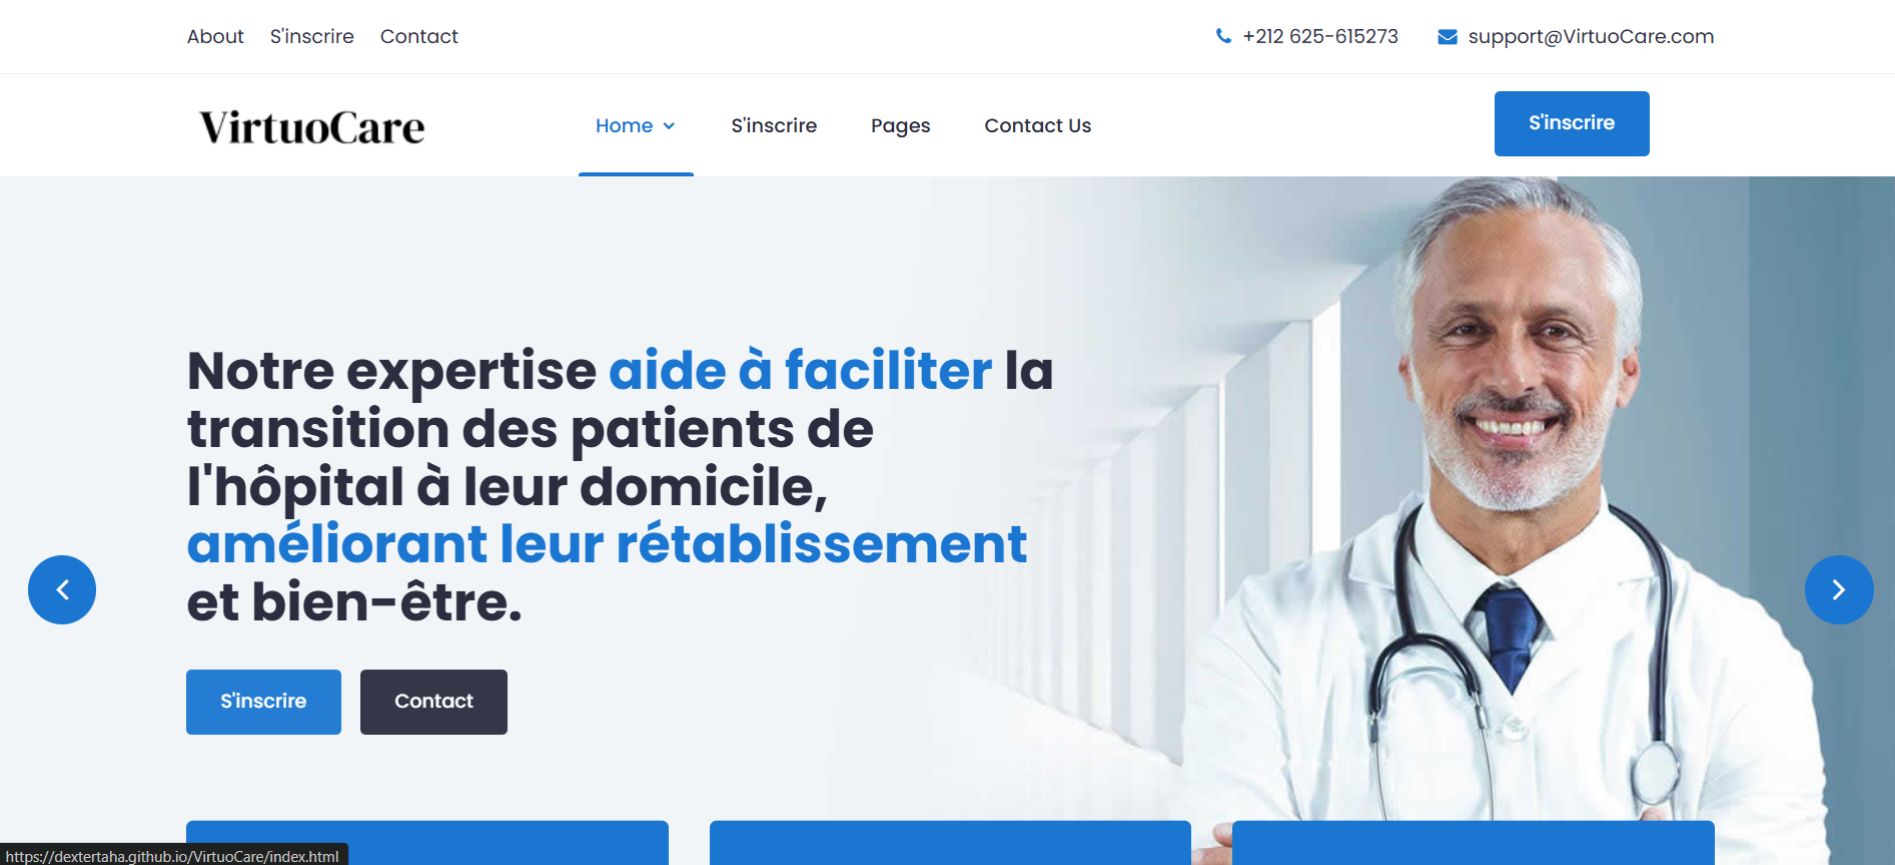 About S'inscrire Contact +212 625-615273 support@VirtuoCare.com
VirtuoCare Home S'inscrire Pages Contact Us S'inscrire
Notre expertise aide à faciliter la
transition des patients de
l'hôpital à leur domicile,
améliorant leur rétablissement
et bien-être.
S'inscrire Contact
https://dextertaha.github.io/VirtuoCare/index.html